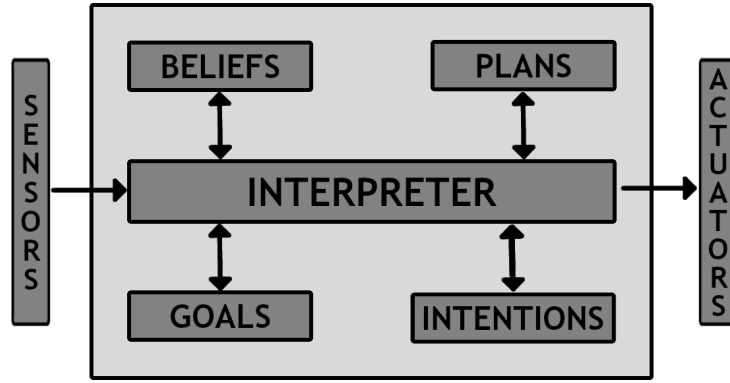 SENSORS
BELIEFS
PLANS
INTERPRETER
GOALS
INTENTIONS
ACTUATORS